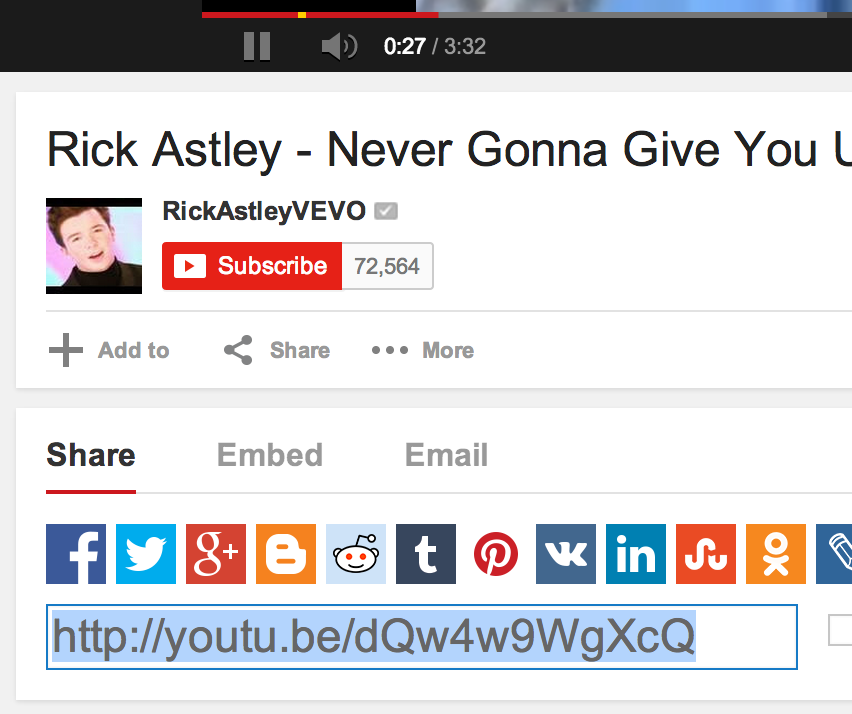 0:27 / 3:32
Rick Astley - Never Gonna Give You U
RickAstleyVEVO
Subscribe 72,564
Add to Share More
Share Embed Email
http://youtu.be/dQw4w9WgXcQ